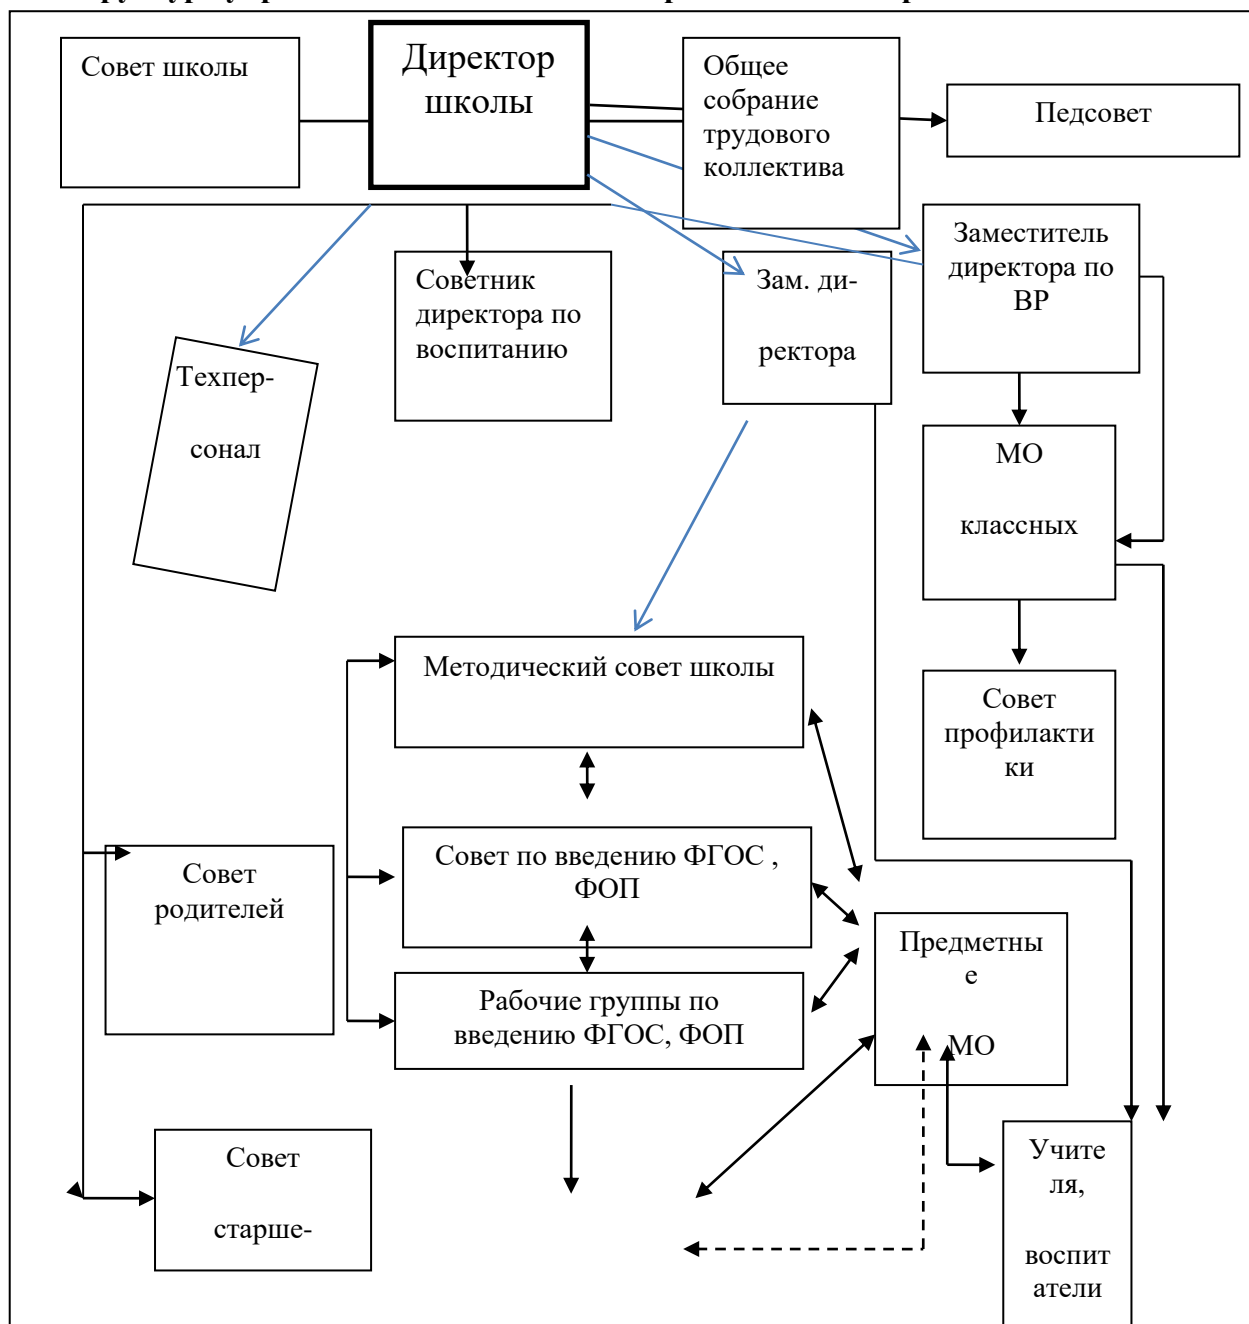 Совет школы
Директор
школы
Общее
собрание
трудового
коллектива
Педсовет
Заместитель
директора по
ВР
Советник
директора по
воспитанию
Зам. ди-
ректора
Техпер-
сонал
МО
классных
Методический совет школы
Совет
профилакти
ки
Совет по введению ФГОС ,
ФОП
Совет
родителей
Предметны
е
МО
Рабочие группы по
введению ФГОС, ФОП
Совет
старше-
Учите
ля,
воспит
атели